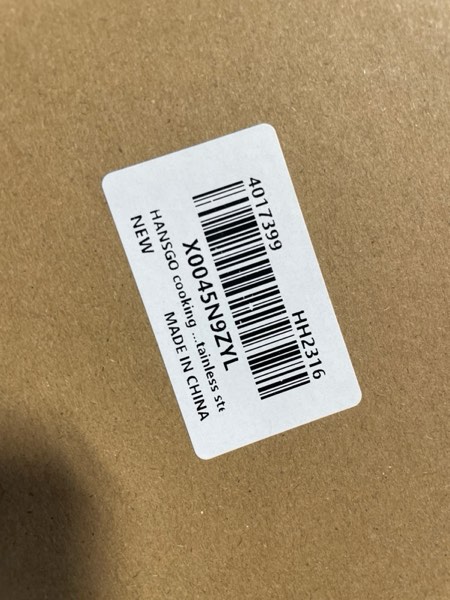 4017399 HH2316
X0045N9ZYL
HANSGO cooking ...tainless ste
NEW MADE IN CHINA